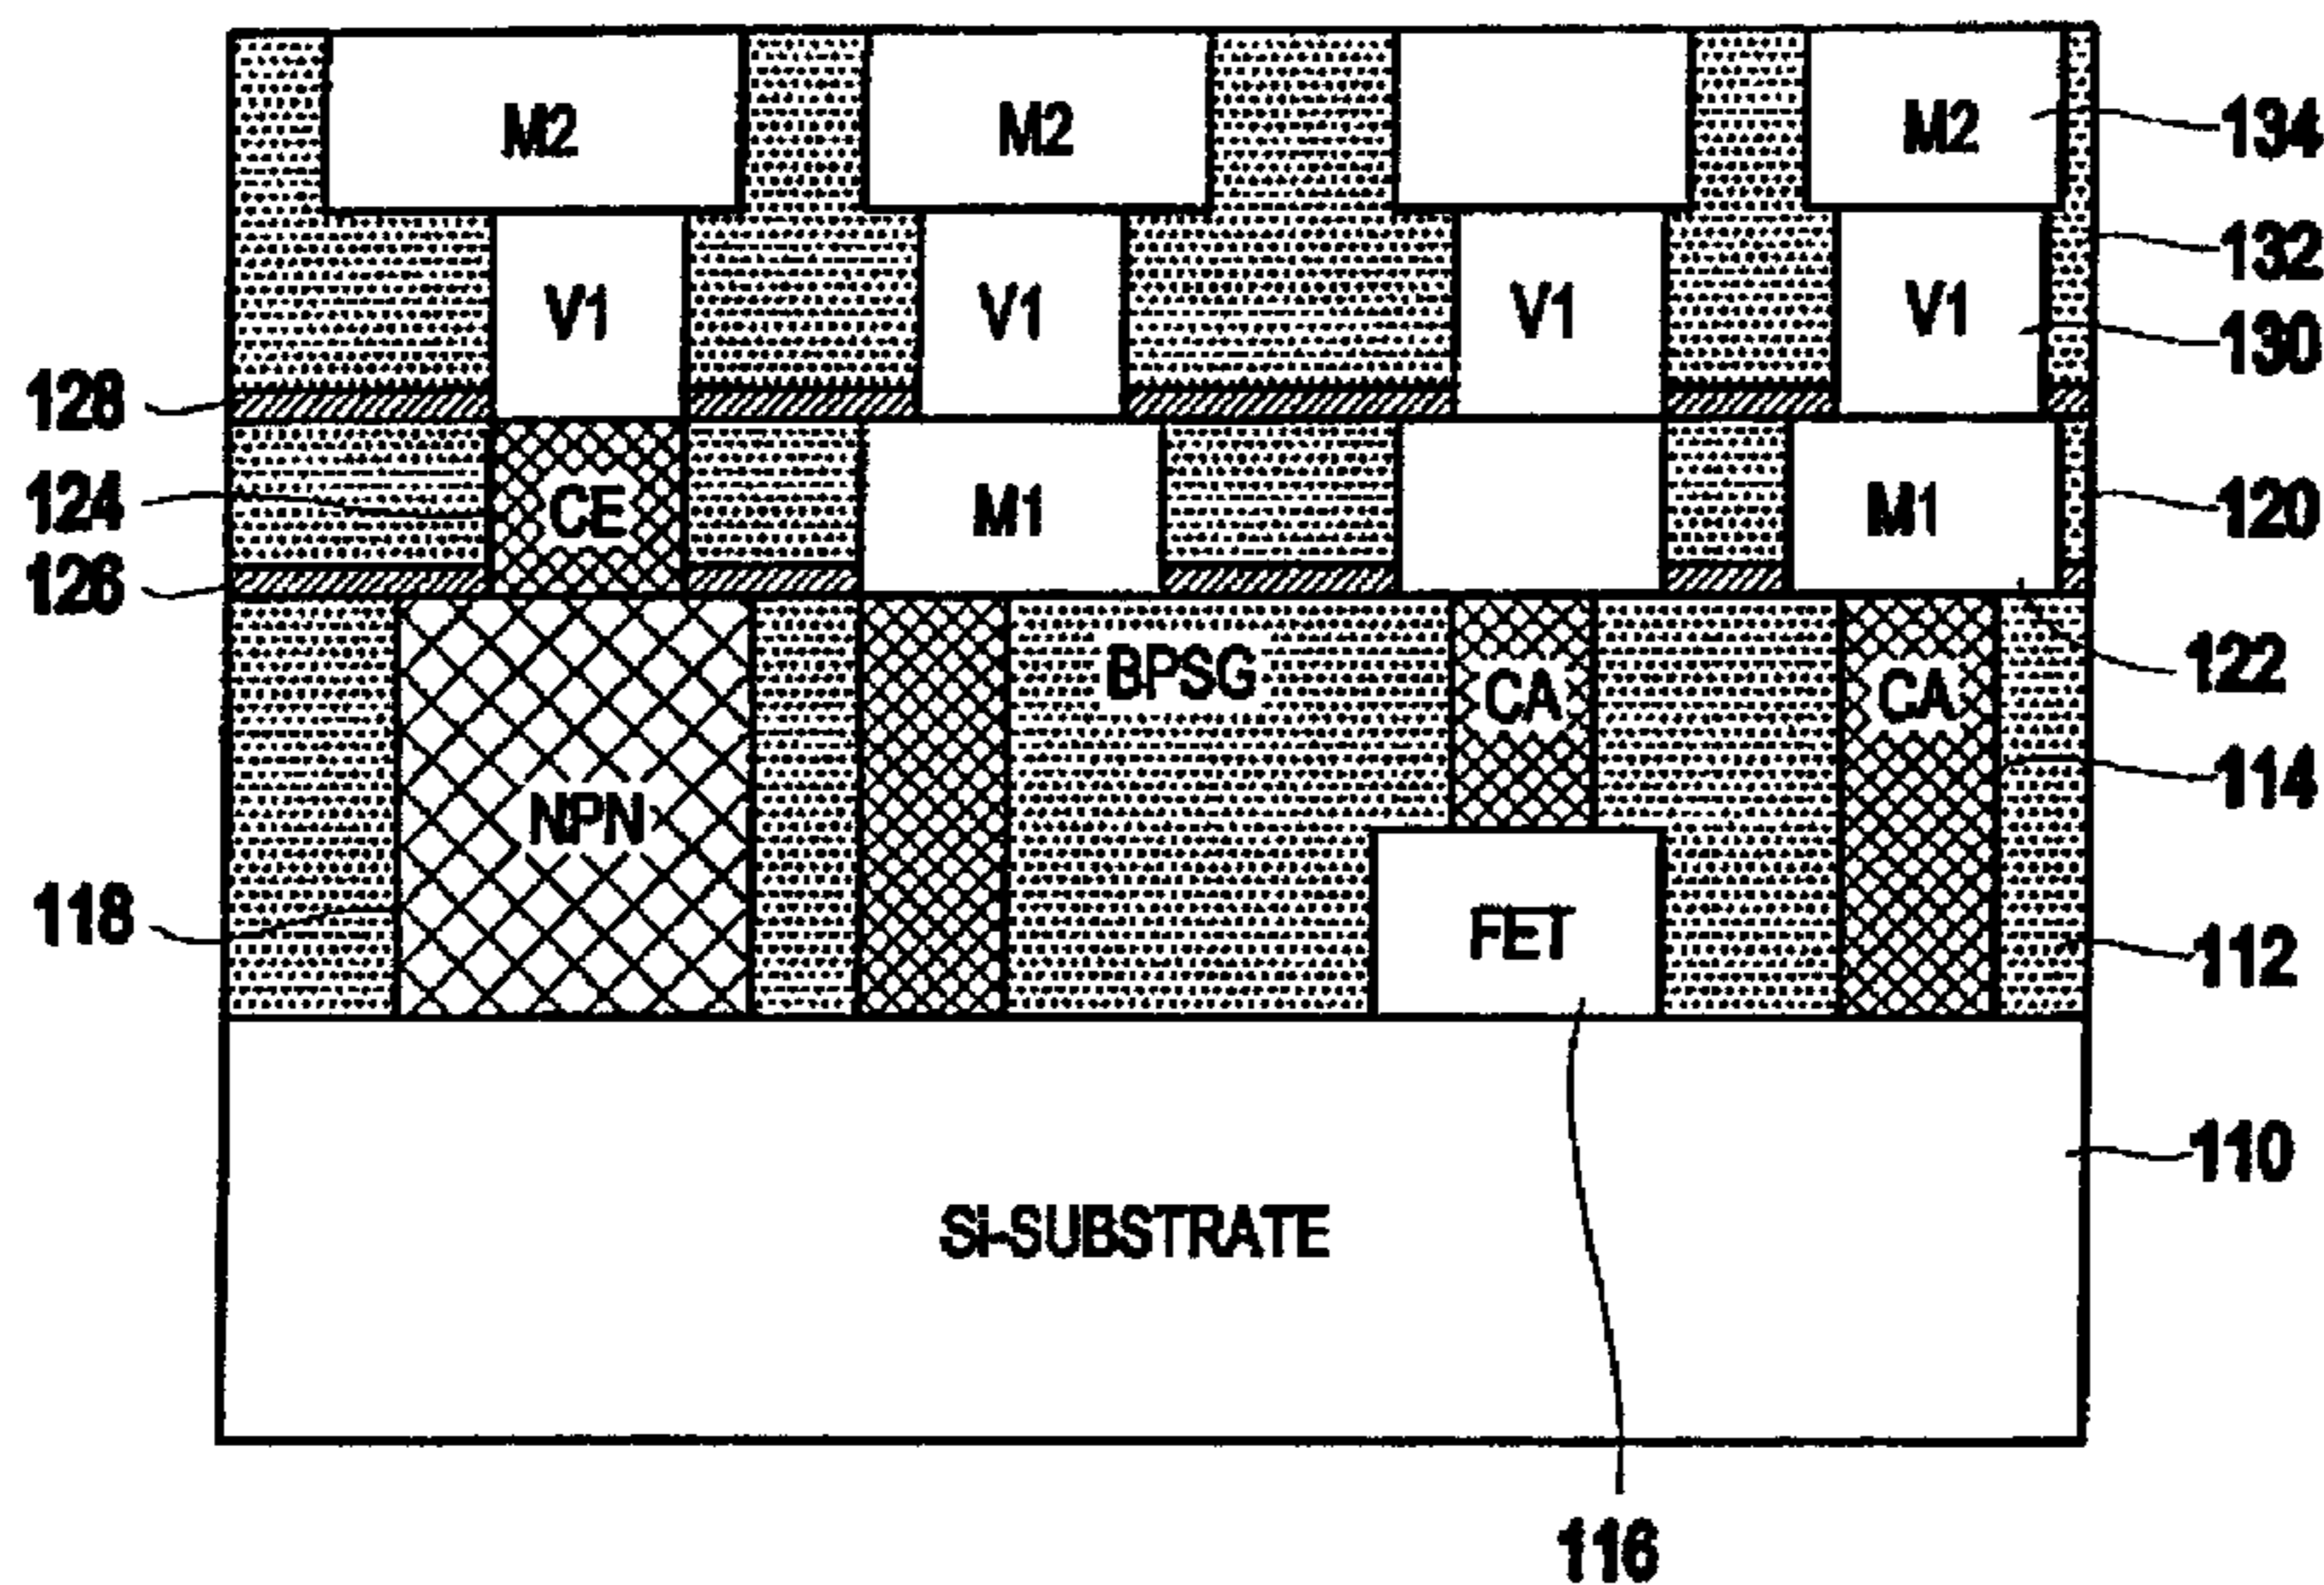 M2 M2 M2 134
132
V1 V1 V1 V1 130
128
124 CE M1 M1 120
126
BPSG CA CA 122
114
NPN
118 FET 112
110
Si-SUBSTRATE
116